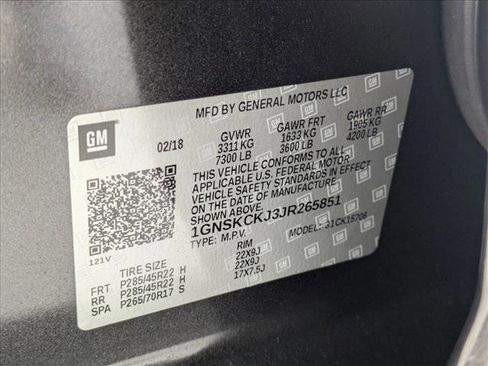 MFD BY GENERAL MOTORS LLC
GM
02/18 GVWR GAWR FRT GAWR RR
3311 KG 1633 KG 1905 KG
7300 LB 3600 LB 4200 LB
THIS VEHICLE CONFORMS TO ALL
APPLICABLE U.S. FEDERAL MOTOR
VEHICLE SAFETY STANDARDS IN EFFECT
ON THE DATE OF MANUFACTURE
SHOWN ABOVE.
1GNSKCKJ3JR265851
TYPE: M.P.V. MODEL: 31CK15706
121V
TIRE SIZE RIM
FRT P285/45R22 H 22X9J
RR P285/45R22 H 22X9J
SPA P265/70R17 S 17X7.5J